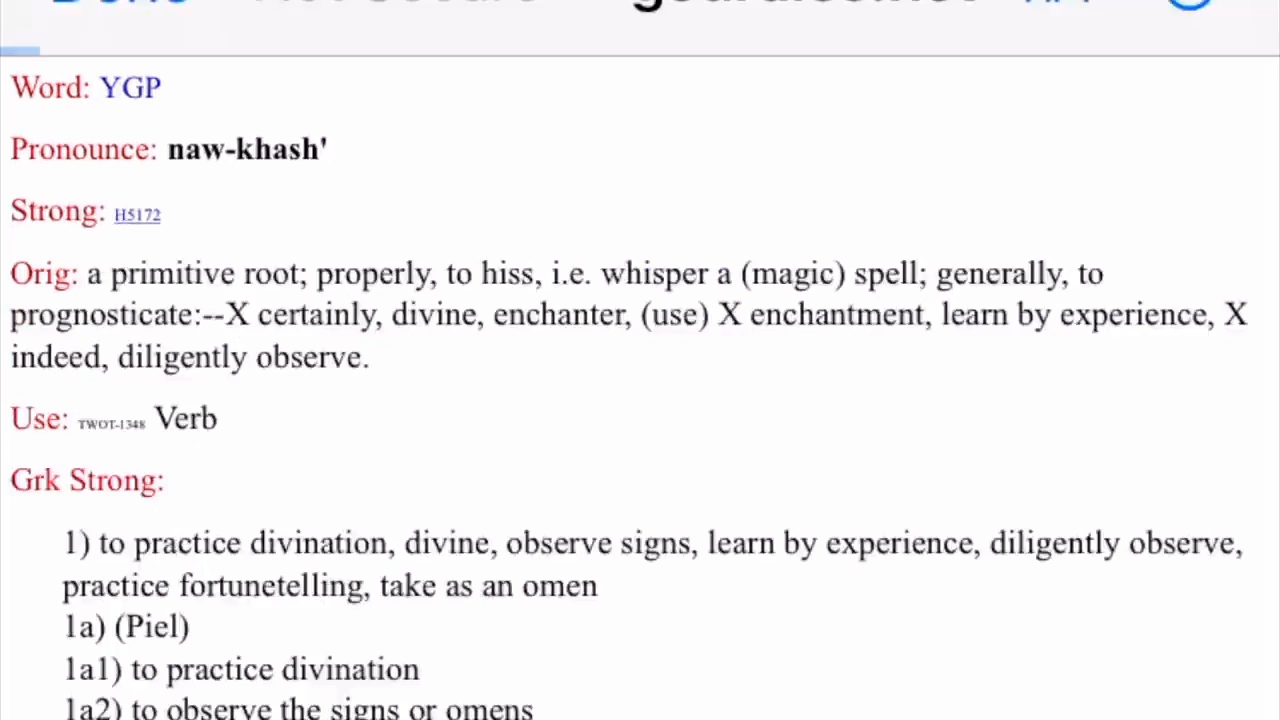 Word: YGP
Pronounce: naw-khash'
Strong: H5172
Orig: a primitive root; properly, to hiss, i.e. whisper a (magic) spell; generally, to
prognosticate:--X certainly, divine, enchanter, (use) X enchantment, learn by experience, X
indeed, diligently observe.
Use: TWOT-1348 Verb
Grk Strong:
1) to practice divination, divine, observe signs, learn by experience, diligently observe,
practice fortunetelling, take as an omen
1a) (Piel)
1a1) to practice divination
1a2) to observe the signs or omens